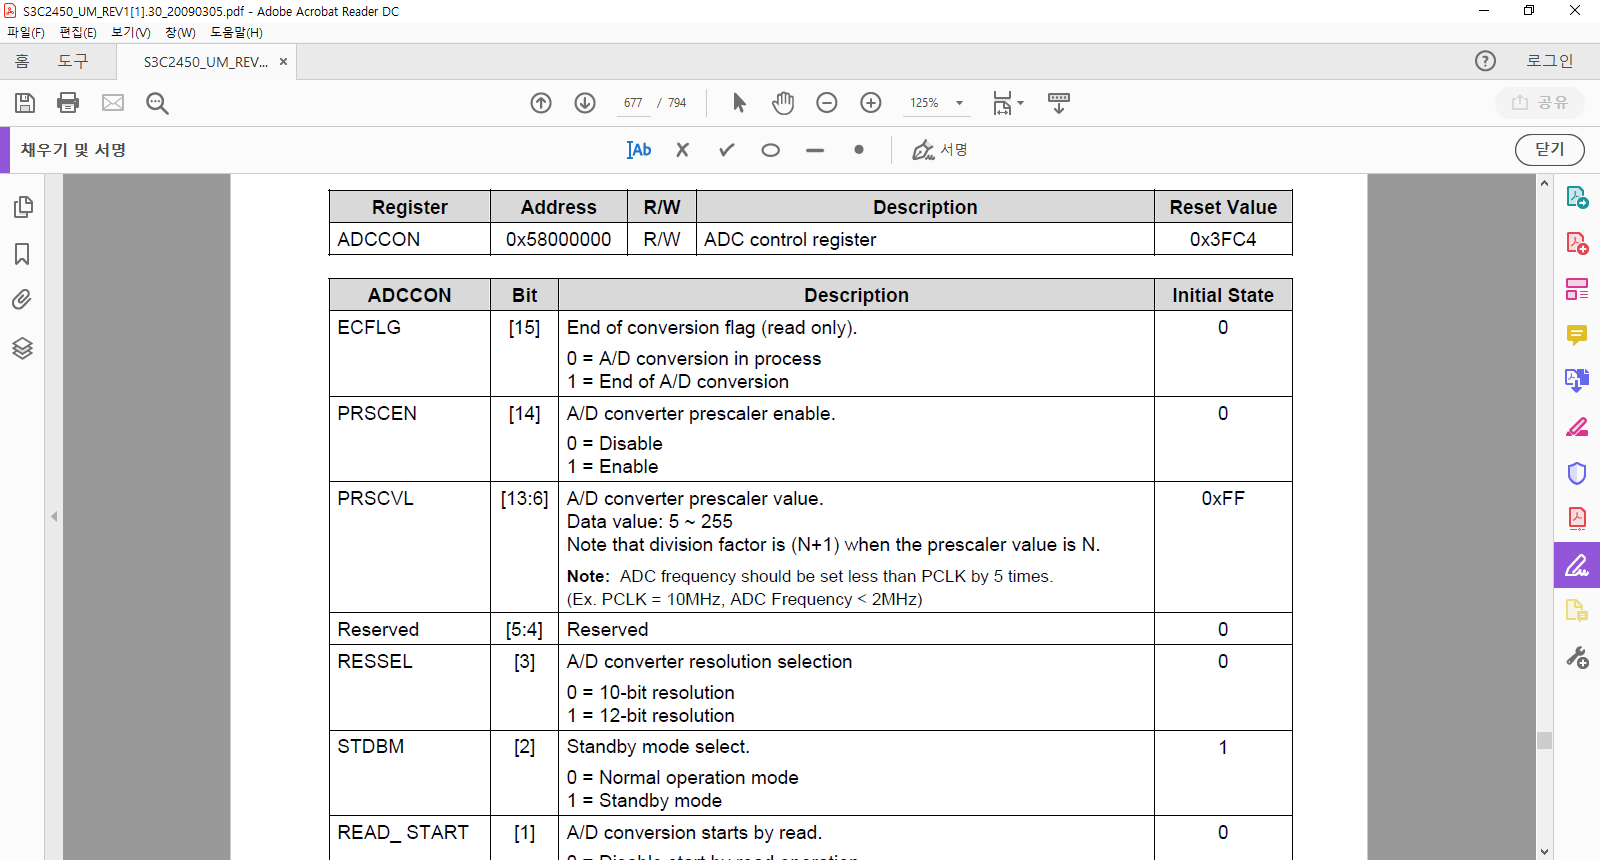 S3C2450_UM_REV1[1].30_20090305.pdf - Adobe Acrobat Reader DC
파일(F) 편집(E) 보기(V) 창(W) 도움말(H)
홈 도구 S3C2450_UM_REV... × ? 로그인
677 / 794 125% 공유
채우기 및 서명 Ab 서명 닫기
Register Address R/W Description Reset Value
ADCCON 0x58000000 R/W ADC control register 0x3FC4
ADCCON Bit Description Initial State
ECFLG [15] End of conversion flag (read only). 0
0 = A/D conversion in process
1 = End of A/D conversion
PRSCEN [14] A/D converter prescaler enable. 0
0 = Disable
1 = Enable
PRSCVL [13:6] A/D converter prescaler value. 0xFF
Data value: 5 ~ 255
Note that division factor is (N+1) when the prescaler value is N.
Note: ADC frequency should be set less than PCLK by 5 times.
(Ex. PCLK = 10MHz, ADC Frequency < 2MHz)
Reserved [5:4] Reserved 0
RESSEL [3] A/D converter resolution selection 0
0 = 10-bit resolution
1 = 12-bit resolution
STDBM [2] Standby mode select. 1
0 = Normal operation mode
1 = Standby mode
READ_ START [1] A/D conversion starts by read. 0
0 = Disable start by read operation